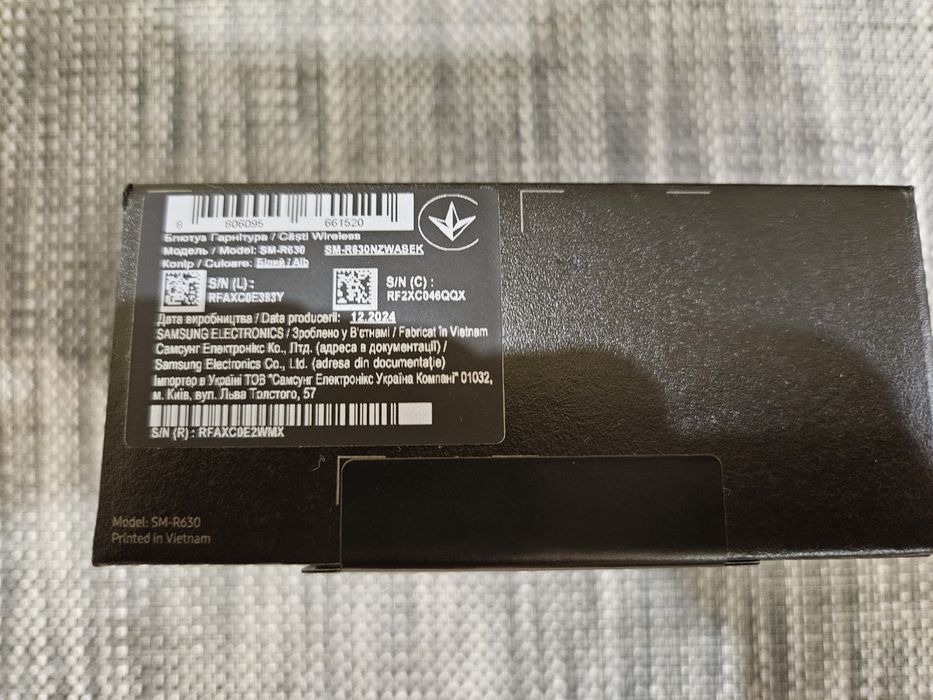 8 806095 661520
Блютуз Гарнітура / Căști Wireless
Модель / Model: SM-R630 SM-R630NZWASEK
Колір / Culoare: Білий / Alb
S/N (L) :
RFAXC0E393Y
S/N (C) :
RF2XC046QQX
Дата виробництва / Data producerii: 12.2024
SAMSUNG ELECTRONICS / Зроблено у В'єтнамі / Fabricat în Vietnam
Самсунг Електронікс Ко., Лтд. (адреса в документації) /
Samsung Electronics Co., Ltd. (adresa din documentație)
Імпортер в Україні ТОВ "Самсунг Електронікс Україна Компані" 01032,
м. Київ, вул. Льва Толстого, 57
S/N (R) : RFAXC0E2WMX
Model: SM-R630
Printed in Vietnam